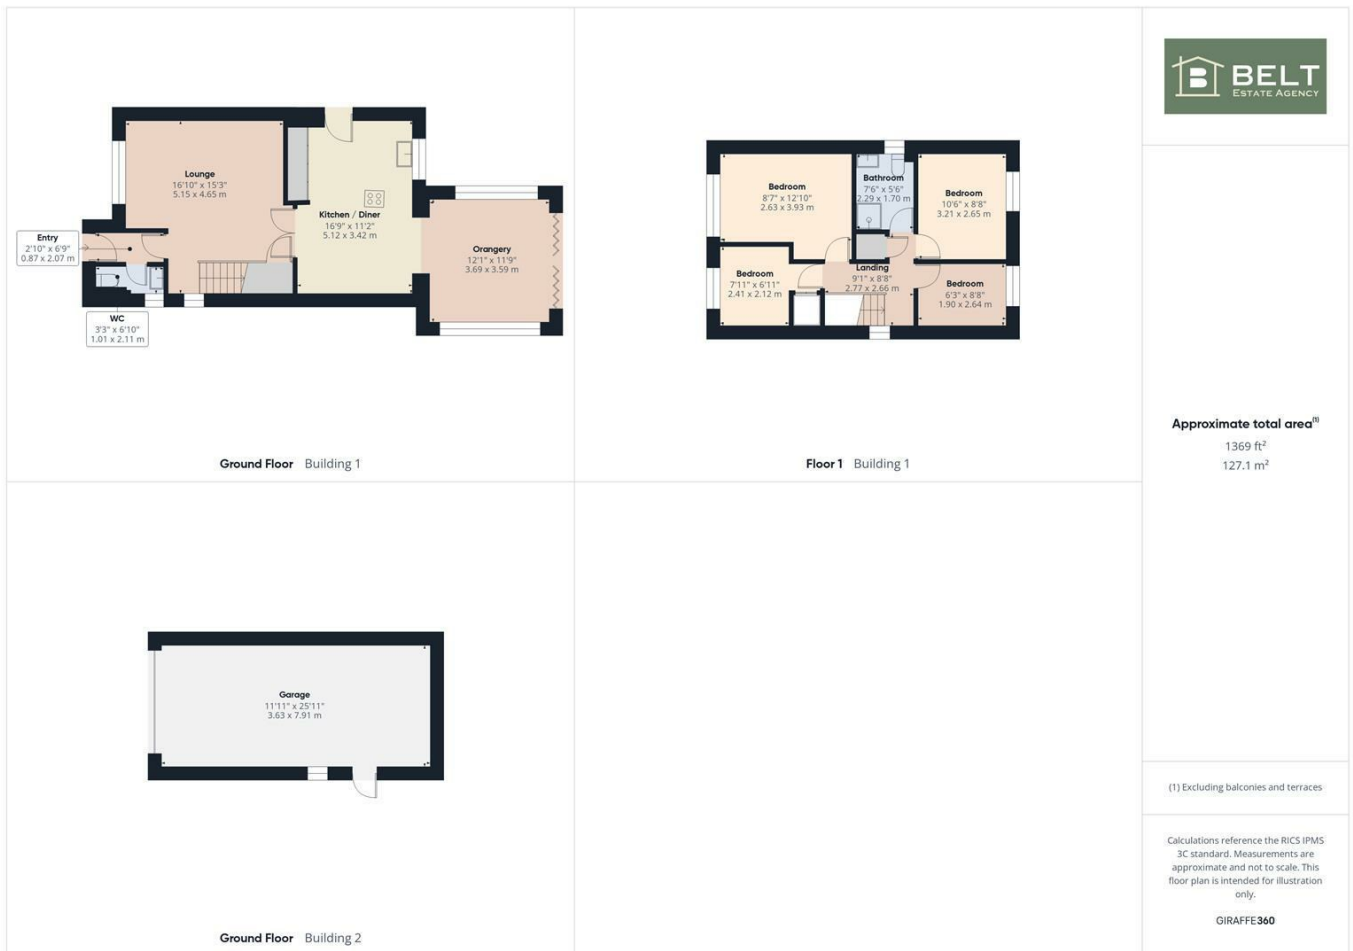 Lounge
16'10" x 15'3"
5.15 x 4.65 m
Kitchen / Diner
16'9" x 11'2"
5.12 x 3.42 m
Entry
2'10" x 6'9"
0.87 x 2.07 m
Orangery
12'1" x 11'9"
3.69 x 3.59 m
WC
3'3" x 6'10"
1.01 x 2.11 m
Ground Floor Building 1
Bedroom
8'7" x 12'10"
2.63 x 3.93 m
Bathroom
7'6" x 5'6"
2.29 x 1.70 m
Bedroom
10'6" x 8'8"
3.21 x 2.65 m
Bedroom
7'11" x 6'11"
2.41 x 2.12 m
Landing
9'1" x 8'8"
2.77 x 2.66 m
Bedroom
6'3" x 8'8"
1.90 x 2.64 m
Floor 1 Building 1
Garage
11'11" x 25'11"
3.63 x 7.91 m
Ground Floor Building 2
B BELT
ESTATE AGENCY
Approximate total area(1)
1369 ft²
127.1 m²
(1) Excluding balconies and terraces
Calculations reference the RICS IPMS
3C standard. Measurements are
approximate and not to scale. This
floor plan is intended for illustration
only.
GIRAFFE360